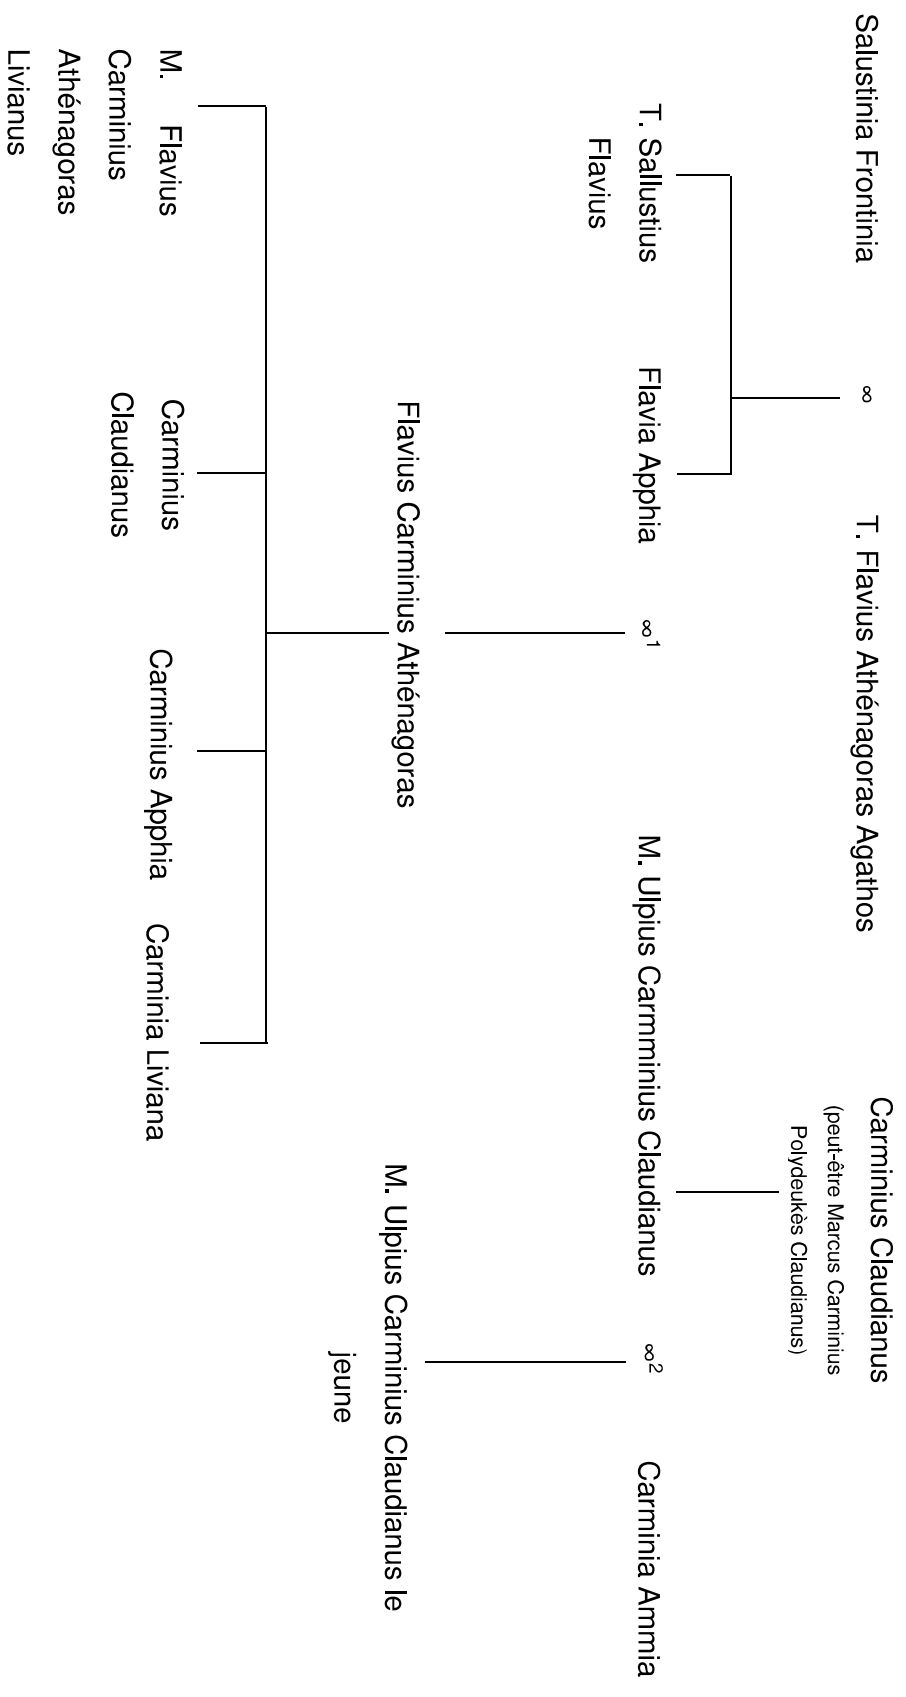 Salustinia Frontinia
∞
T. Flavius Athénagoras Agathos
Carminius Claudianus
(peut-être Marcus Carminius
Polydeukès Claudianus)
T. Sallustius
Flavius
Flavia Apphia
∞1
M. Ulpius Carmminius Claudianus
∞2
Carminia Ammia
Flavius Carminius Athénagoras
M. Ulpius Carminius Claudianus le
jeune
M. Flavius
Carminius
Athénagoras
Livianus
Carminius
Claudianus
Carminius Apphia
Carminia Liviana